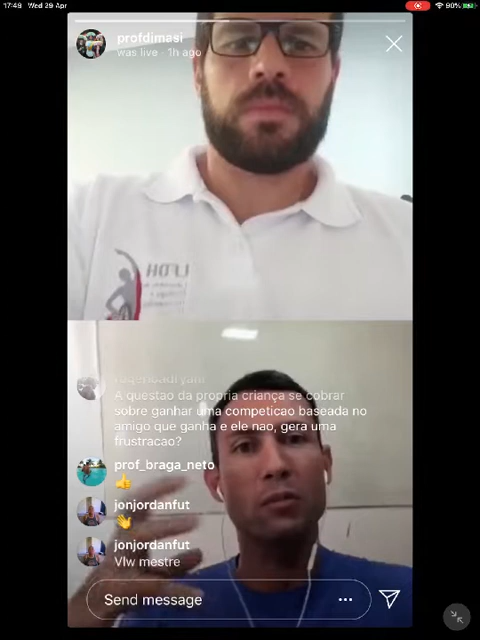 17:49 Wed 29 Apr
90%
profdimasi
was live · 1h ago
A questao da propria criança se cobrar
sobre ganhar uma competicao baseada no
amigo que ganha e ele nao, gera uma
frustracao?
prof_braga_neto
👍
jonjordanfut
👋
jonjordanfut
Vlw mestre
Send message